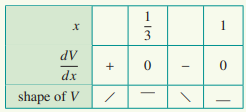 x 1/3 1
dV/dx + 0 − 0
shape of V / — \ —